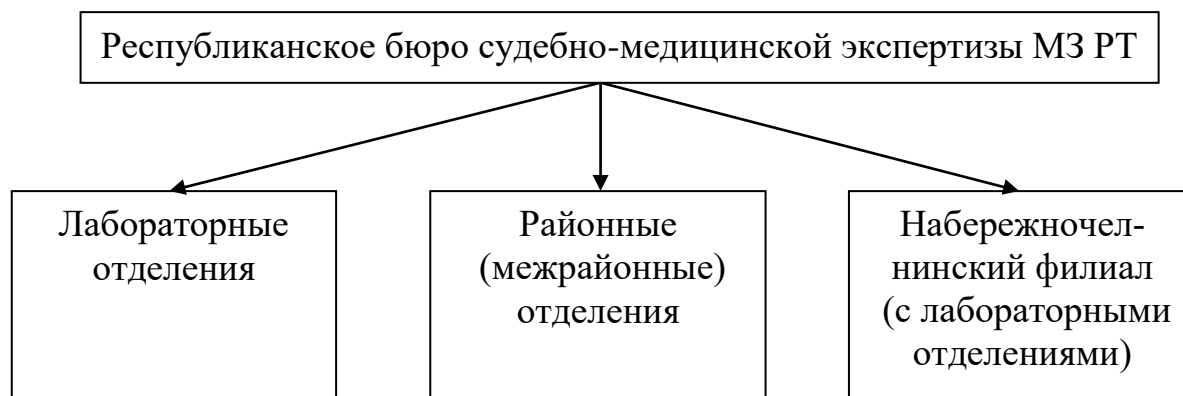 Республиканское бюро судебно-медицинской экспертизы МЗ РТ
Лабораторные
отделения
Районные
(межрайонные)
отделения
Набережночел-
нинский филиал
(с лабораторными
отделениями)